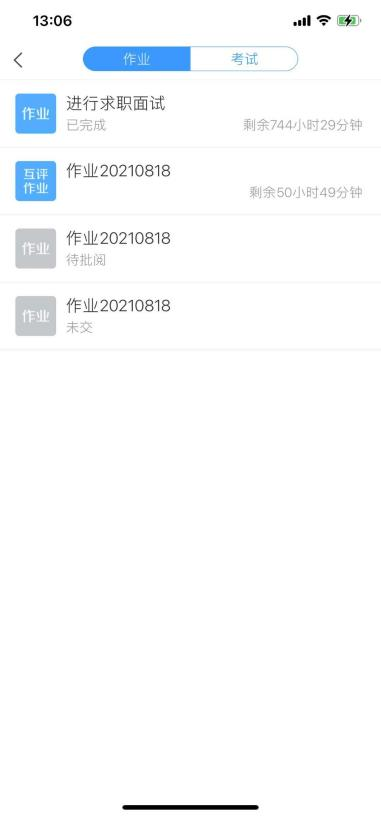 13:06
作业 考试
作业 进行求职面试
已完成 剩余744小时29分钟
互评
作业
作业20210818
剩余50小时49分钟
作业 作业20210818
待批阅
作业 作业20210818
未交